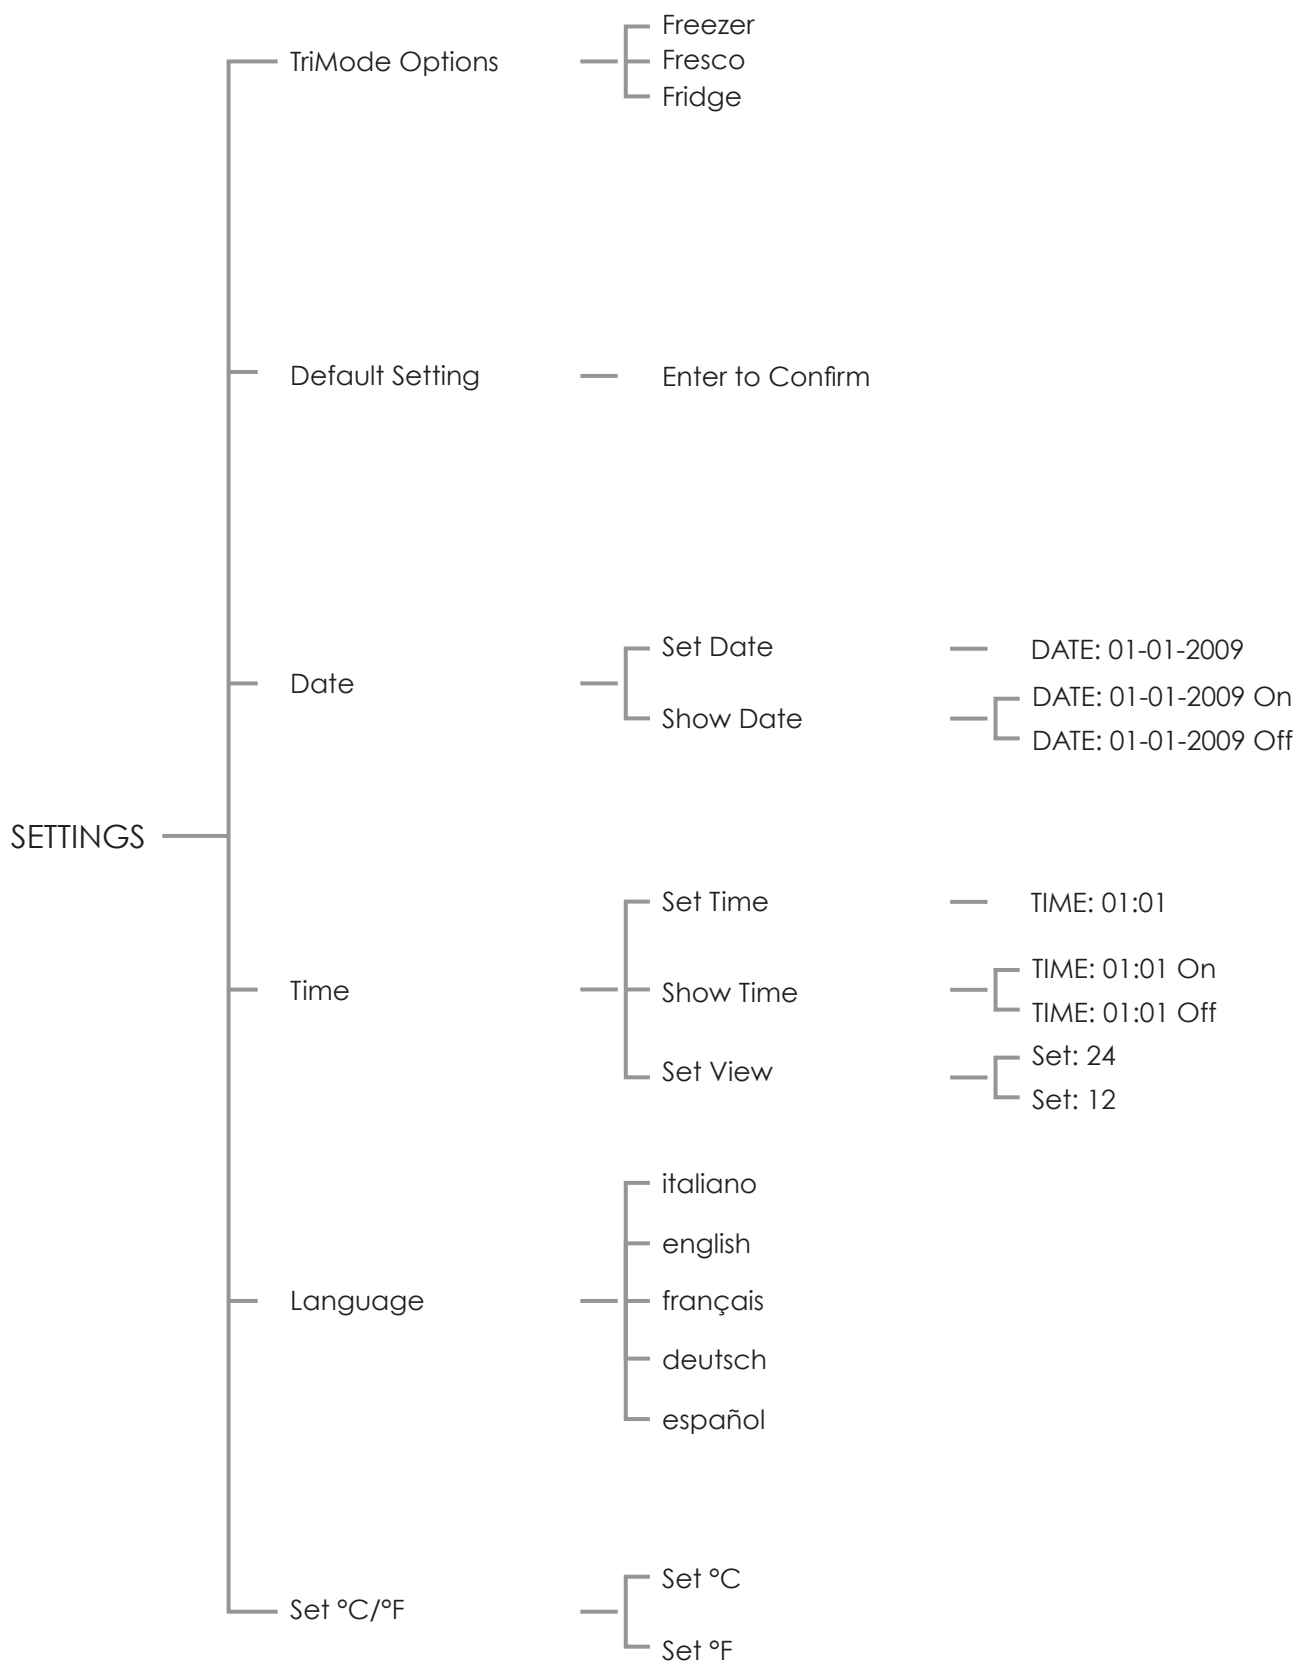 SETTINGS
TriMode Options
Freezer
Fresco
Fridge
Default Setting
Enter to Confirm
Date
Set Date
DATE: 01-01-2009
Show Date
DATE: 01-01-2009 On
DATE: 01-01-2009 Off
Time
Set Time
TIME: 01:01
Show Time
TIME: 01:01 On
TIME: 01:01 Off
Set View
Set: 24
Set: 12
Language
italiano
english
français
deutsch
español
Set °C/°F
Set °C
Set °F